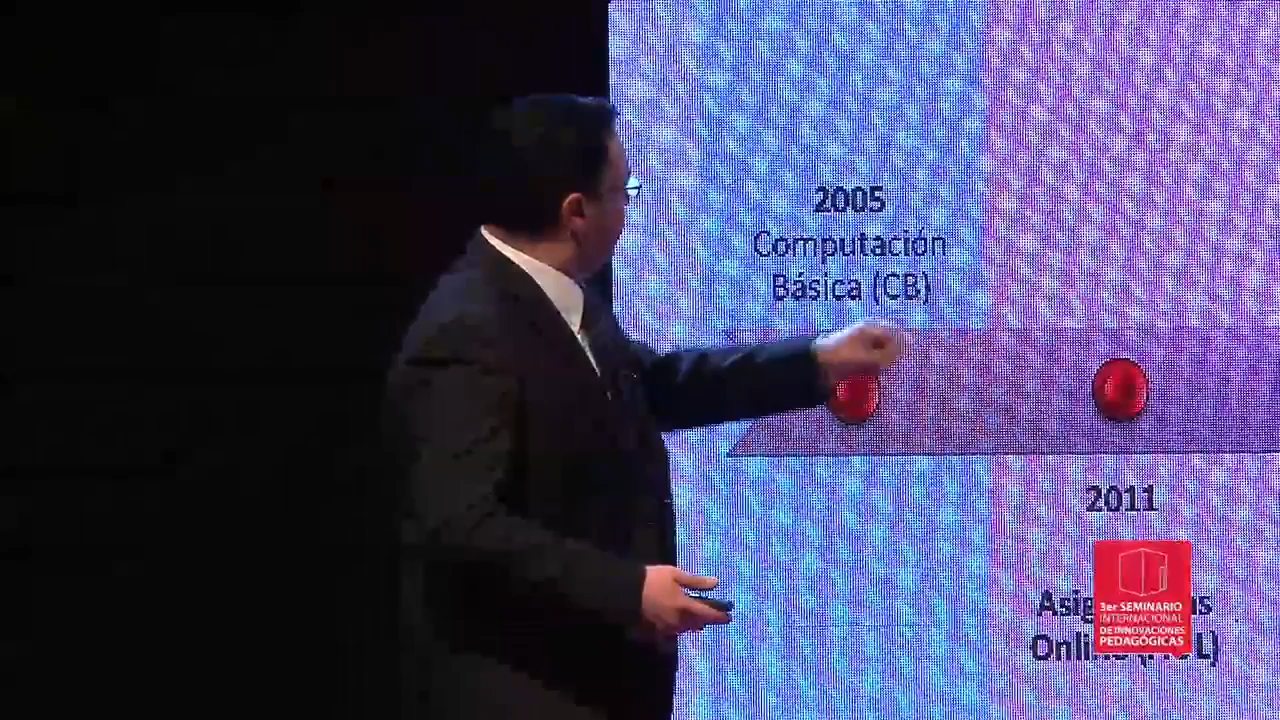 2005
Computación
Básica (CB)
2011
3er SEMINARIO
INTERNACIONAL
DE INNOVACIONES
PEDAGÓGICAS